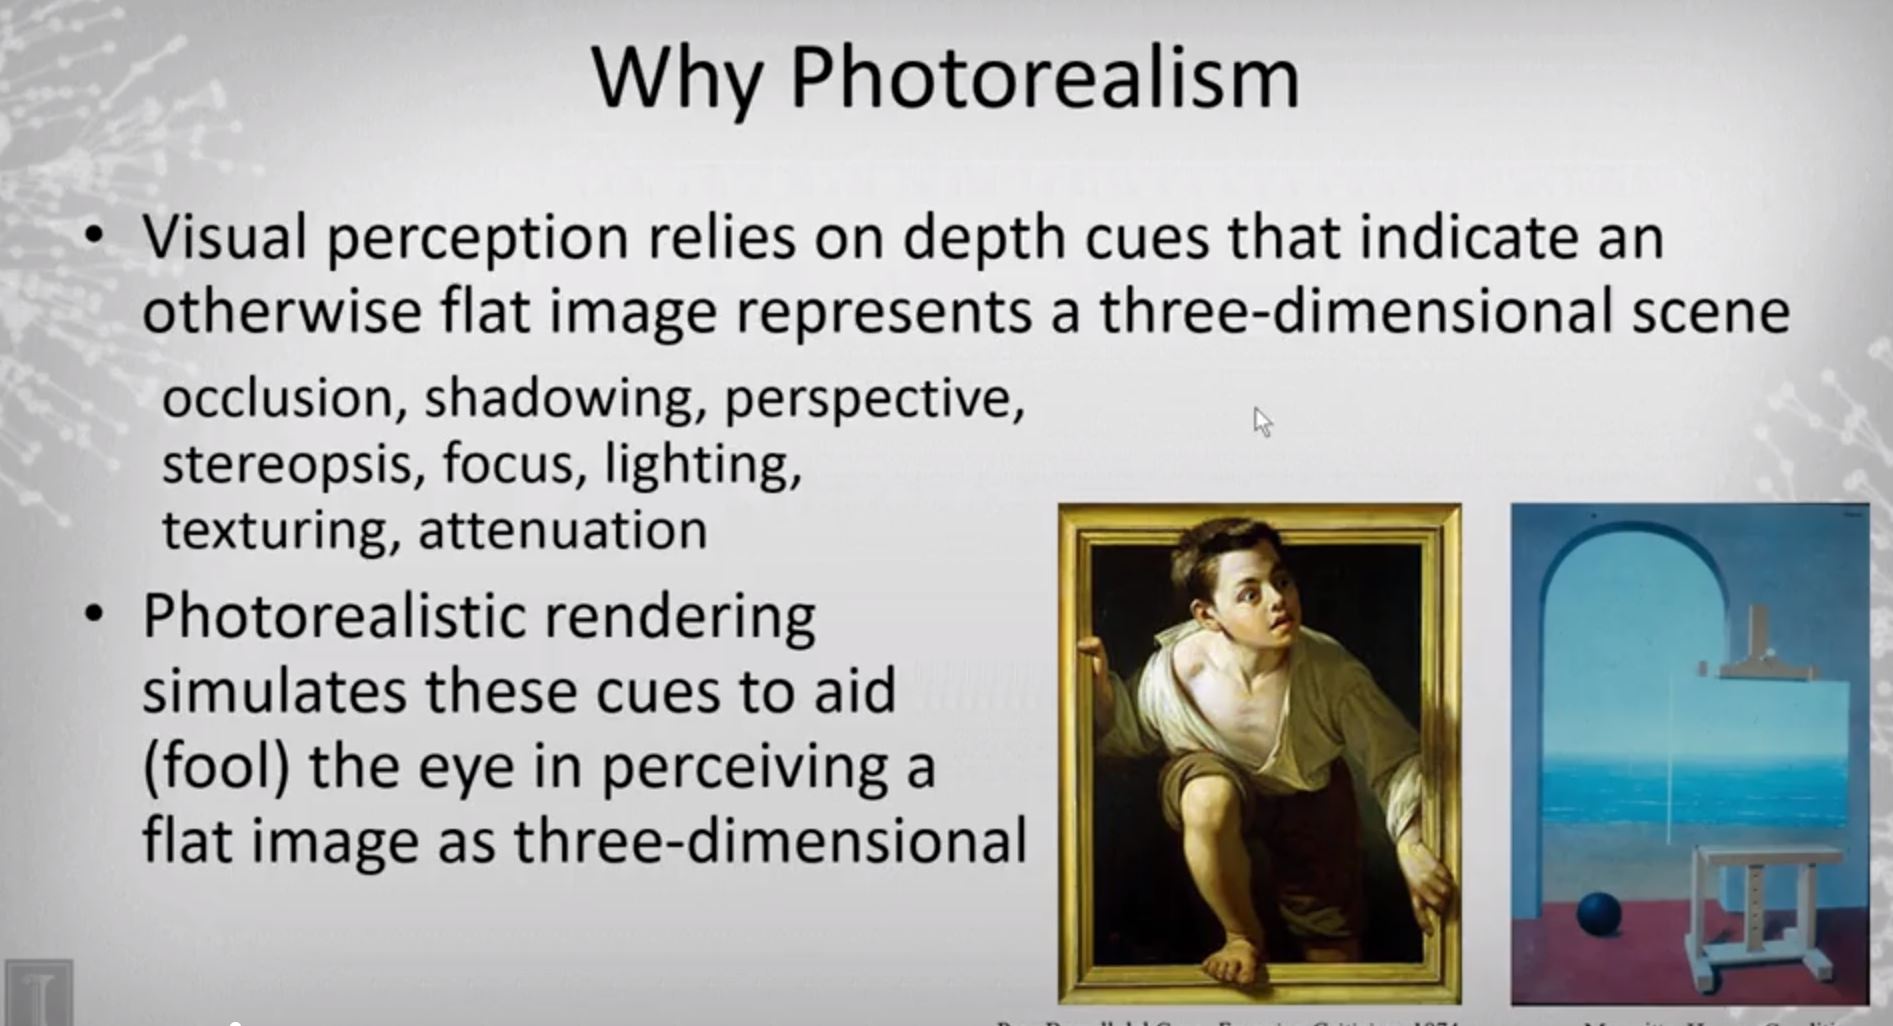 Why Photorealism
• Visual perception relies on depth cues that indicate an
otherwise flat image represents a three-dimensional scene
occlusion, shadowing, perspective,
stereopsis, focus, lighting,
texturing, attenuation
• Photorealistic rendering
simulates these cues to aid
(fool) the eye in perceiving a
flat image as three-dimensional
I